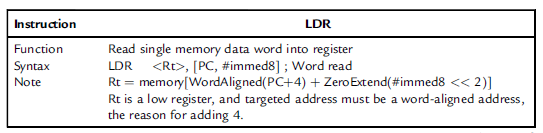 Instruction LDR
Function Read single memory data word into register
Syntax LDR <Rt>, [PC, #immed8] ; Word read
Note Rt = memory[WordAligned(PC+4) + ZeroExtend(#immed8 << 2)]
Rt is a low register, and targeted address must be a word-aligned address,
the reason for adding 4.